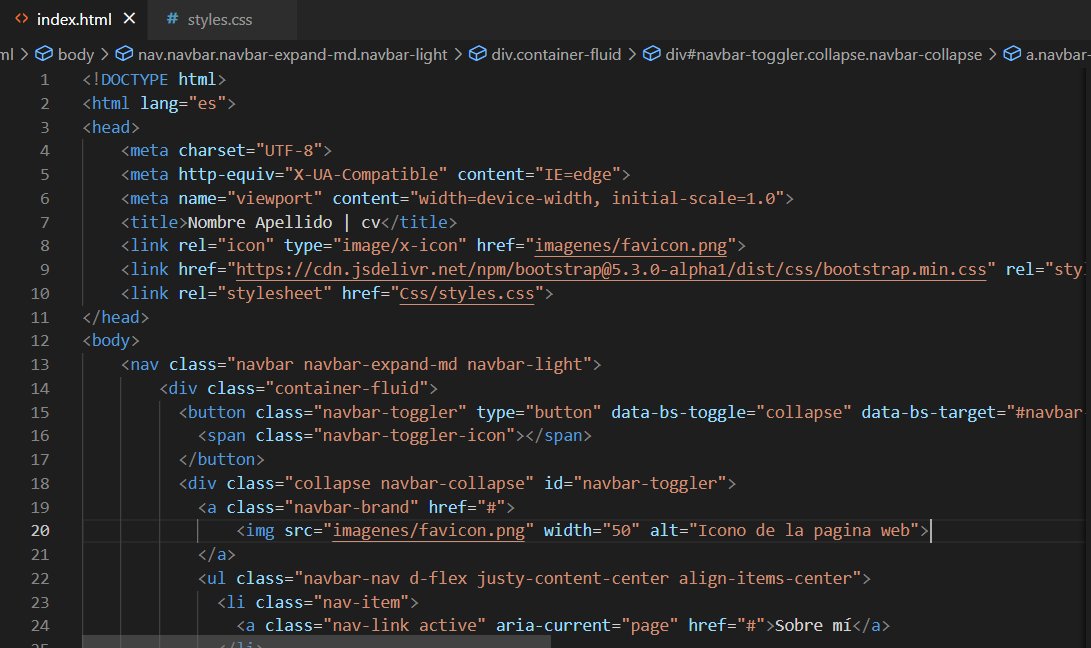 <> index.html × # styles.css
ml > body > nav.navbar.navbar-expand-md.navbar-light > div.container-fluid > div#navbar-toggler.collapse.navbar-collapse > a.navbar-
1 <!DOCTYPE html>
2 <html lang="es">
3 <head>
4 <meta charset="UTF-8">
5 <meta http-equiv="X-UA-Compatible" content="IE=edge">
6 <meta name="viewport" content="width=device-width, initial-scale=1.0">
7 <title>Nombre Apellido | cv</title>
8 <link rel="icon" type="image/x-icon" href="imagenes/favicon.png">
9 <link href="https://cdn.jsdelivr.net/npm/bootstrap@5.3.0-alpha1/dist/css/bootstrap.min.css" rel="sty
10 <link rel="stylesheet" href="Css/styles.css">
11 </head>
12 <body>
13 <nav class="navbar navbar-expand-md navbar-light">
14 <div class="container-fluid">
15 <button class="navbar-toggler" type="button" data-bs-toggle="collapse" data-bs-target="#navbar-
16 <span class="navbar-toggler-icon"></span>
17 </button>
18 <div class="collapse navbar-collapse" id="navbar-toggler">
19 <a class="navbar-brand" href="#">
20 <img src="imagenes/favicon.png" width="50" alt="Icono de la pagina web">
21 </a>
22 <ul class="navbar-nav d-flex justy-content-center align-items-center">
23 <li class="nav-item">
24 <a class="nav-link active" aria-current="page" href="#">Sobre mí</a>
25 </li>